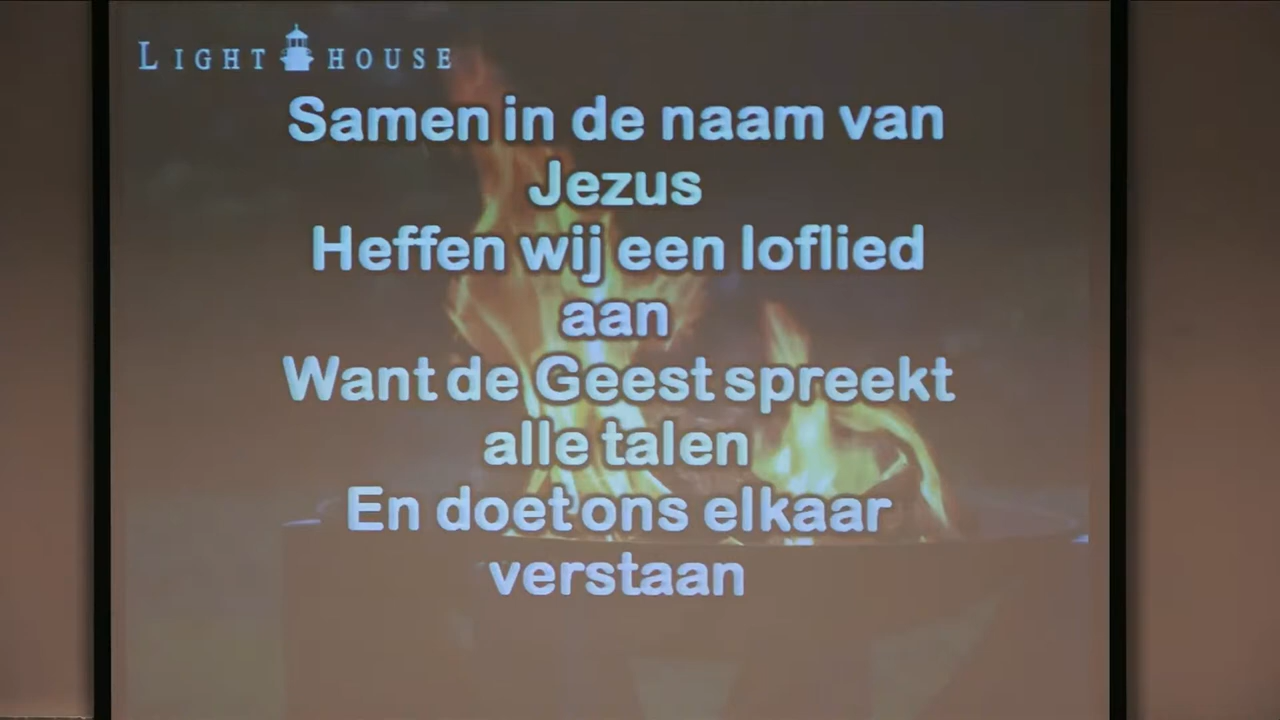 LIGHT HOUSE
Samen in de naam van
Jezus
Heffen wij een loflied
aan
Want de Geest spreekt
alle talen
En doet ons elkaar
verstaan